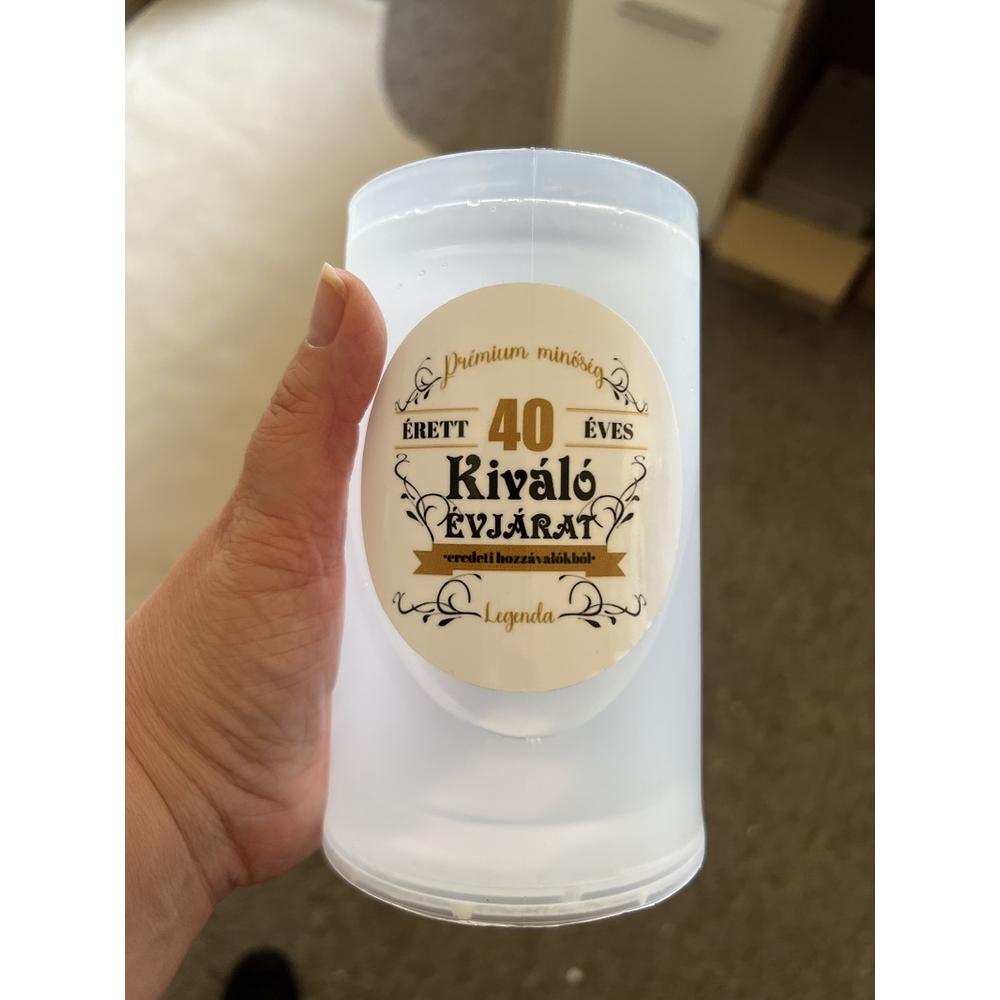 Prémium minőség
ÉRETT 40 ÉVES
Kiváló
ÉVJÁRAT
•eredeti hozzávalókból•
Legenda